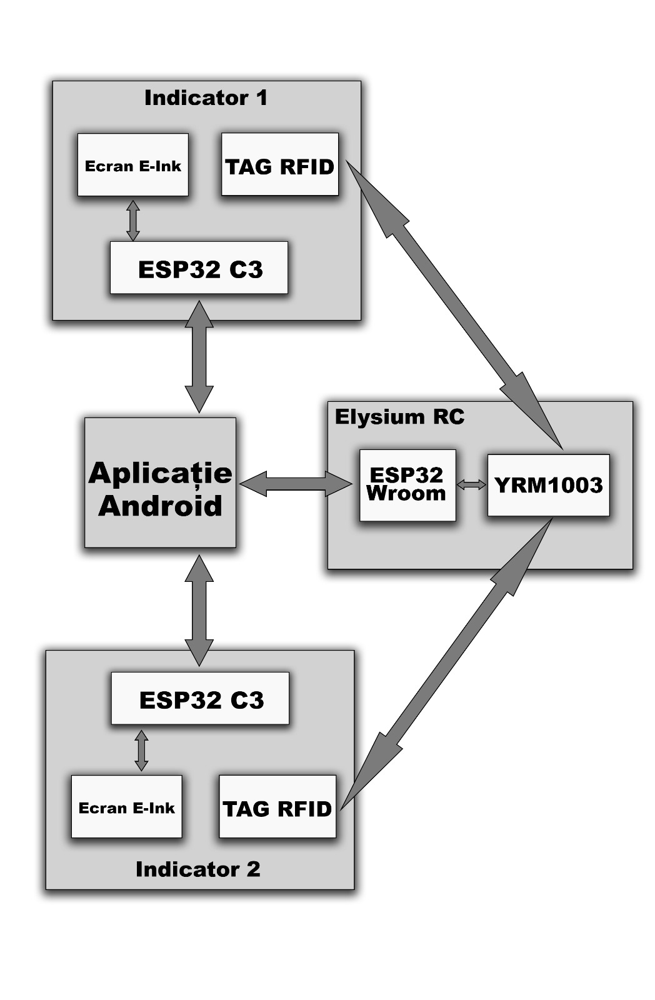 Indicator 1
Ecran E-Ink
TAG RFID
ESP32 C3
Elysium RC
Aplicație
Android
ESP32
Wroom
YRM1003
ESP32 C3
Ecran E-Ink
TAG RFID
Indicator 2